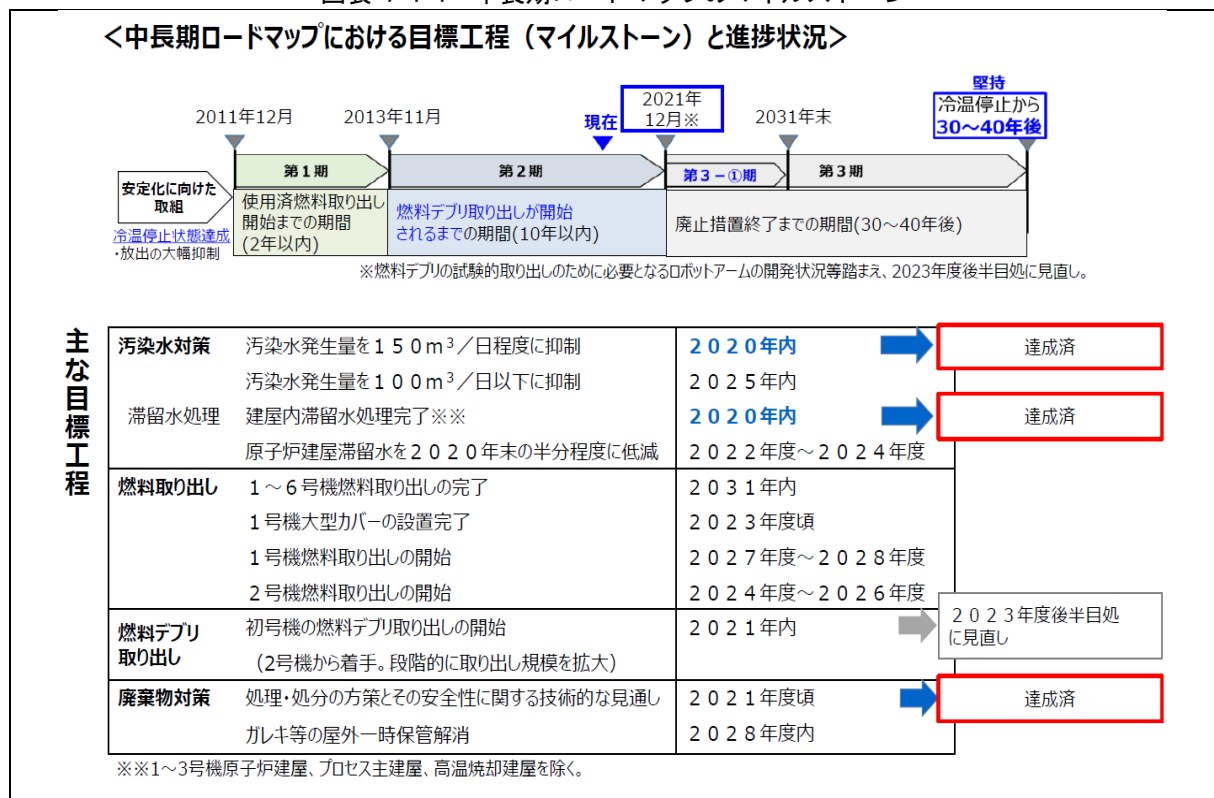 ＜中長期ロードマップにおける目標工程（マイルストーン）と進捗状況＞
堅持
2011年12月
2013年11月
現在
2021年
12月※
2031年末
冷温停止から
30～40年後
安定化に向けた
取組
冷温停止状態達成
・放出の大幅抑制
第１期
第２期
第３－①期
第３期
使用済燃料取り出し
開始までの期間
(2年以内)
燃料デブリ取り出しが開始
されるまでの期間(10年以内)
廃止措置終了までの期間(30～40年後)
※燃料デブリの試験的取り出しのために必要となるロボットアームの開発状況等踏まえ、2023年度後半目処に見直し。
主な目標工程
汚染水対策 汚染水発生量を１５０ｍ³／日程度に抑制 ２０２０年内 達成済
汚染水発生量を１００ｍ³／日以下に抑制 ２０２５年内
滞留水処理 建屋内滞留水処理完了※※ ２０２０年内 達成済
原子炉建屋滞留水を２０２０年末の半分程度に低減 ２０２２年度～２０２４年度
燃料取り出し １～６号機燃料取り出しの完了 ２０３１年内
１号機大型カバーの設置完了 ２０２３年度頃
１号機燃料取り出しの開始 ２０２７年度～２０２８年度
２号機燃料取り出しの開始 ２０２４年度～２０２６年度
燃料デブリ
取り出し
初号機の燃料デブリ取り出しの開始 ２０２１年内
（2号機から着手。段階的に取り出し規模を拡大）
２０２３年度後半目処
に見直し
廃棄物対策 処理・処分の方策とその安全性に関する技術的な見通し ２０２１年度頃 達成済
ガレキ等の屋外一時保管解消 ２０２８年度内
※※1～3号機原子炉建屋、プロセス主建屋、高温焼却建屋を除く。